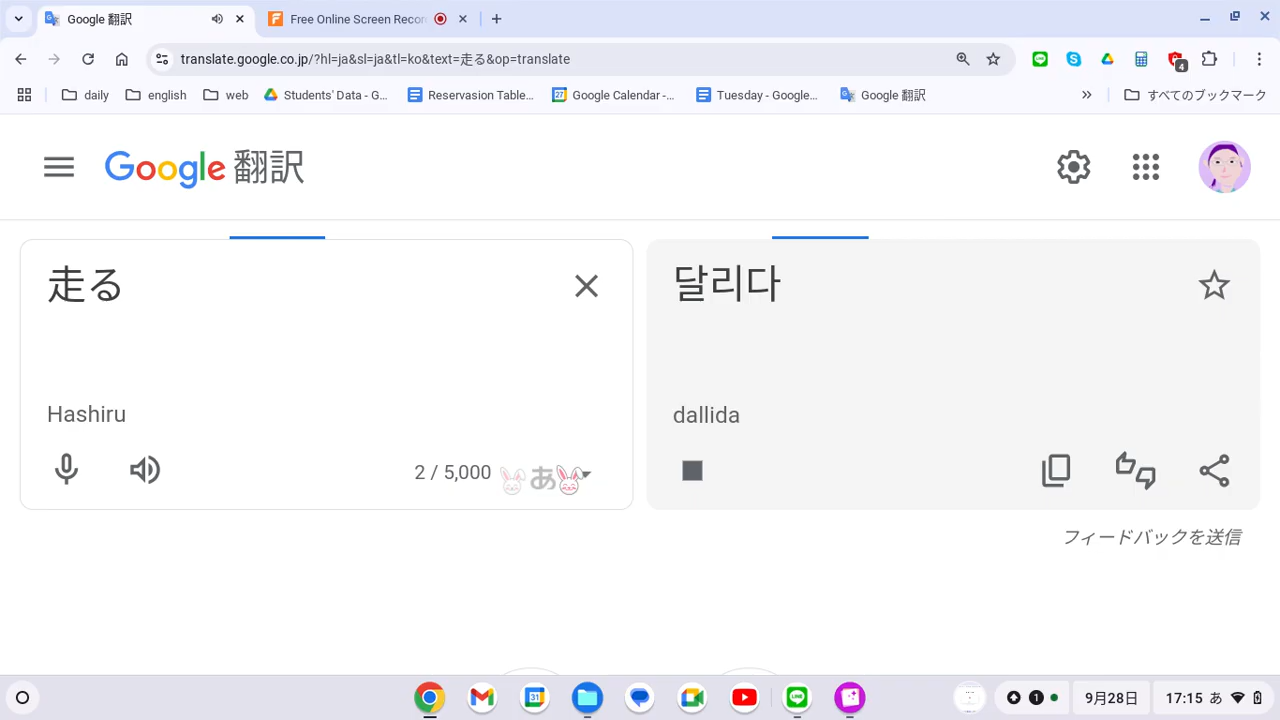 Google 翻訳
Free Online Screen Recor
translate.google.co.jp/?hl=ja&sl=ja&tl=ko&text=走る&op=translate
4
daily
english
web
Students' Data - G...
Reservasion Table...
Google Calendar -...
Tuesday - Google...
Google 翻訳
すべてのブックマーク
Google 翻訳
走る
달리다
Hashiru
dallida
2 / 5,000
あ
フィードバックを送信
31
1
9月28日
17:15
あ